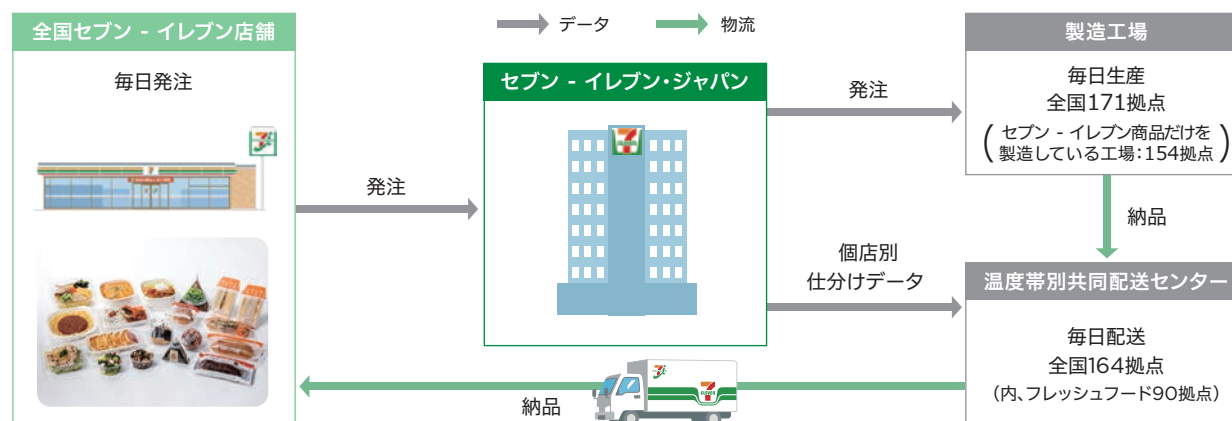 全国セブン - イレブン店舗
毎日発注
データ
物流
発注
セブン - イレブン・ジャパン
発注
個店別
仕分けデータ
製造工場
毎日生産
全国171拠点
(セブン - イレブン商品だけを
製造している工場:154拠点)
納品
温度帯別共同配送センター
毎日配送
全国164拠点
(内、フレッシュフード90拠点)
納品